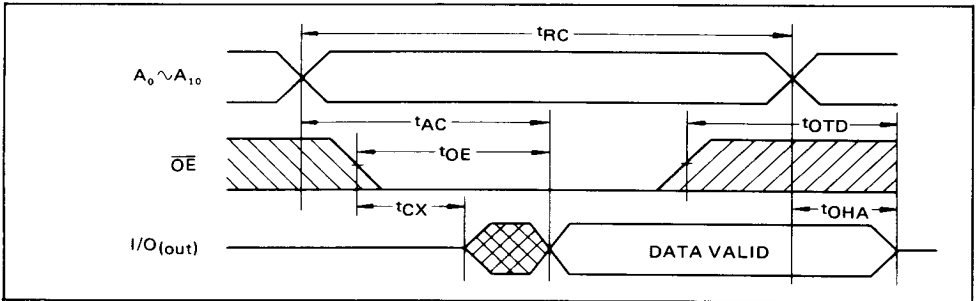 tRC
A0~A10
tAC
tOTD
tOE
OE
tCX
tOHA
I/O(out)
DATA VALID